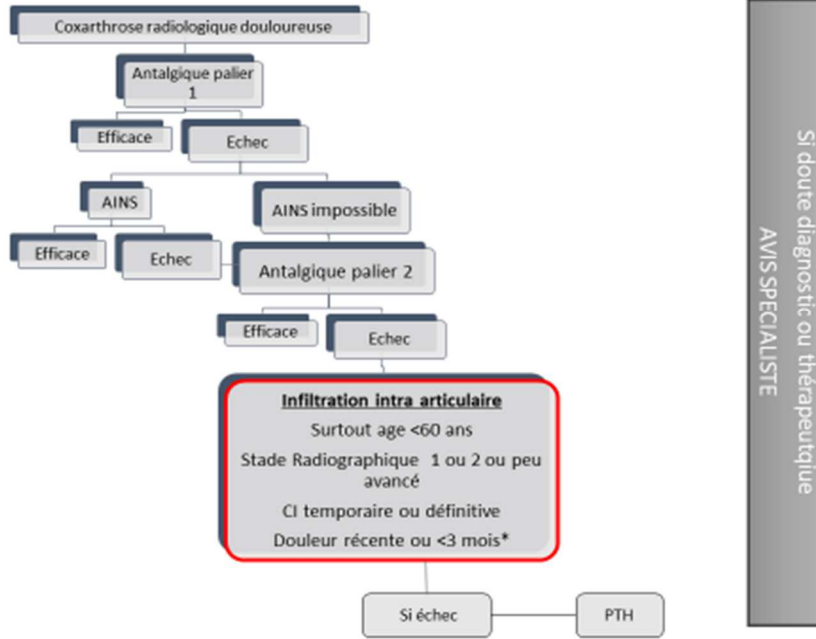 Coxarthrose radiologique douloureuse
Antalgique palier
1
Efficace
Echec
AINS
AINS impossible
Efficace
Echec
Antalgique palier 2
Efficace
Echec
Infiltration intra articulaire
Surtout age <60 ans
Stade Radiographique 1 ou 2 ou peu
avancé
CI temporaire ou définitive
Douleur récente ou <3 mois*
Si échec
PTH
Si doute diagnostic ou thérapeutqiue
AVIS SPECIALISTE